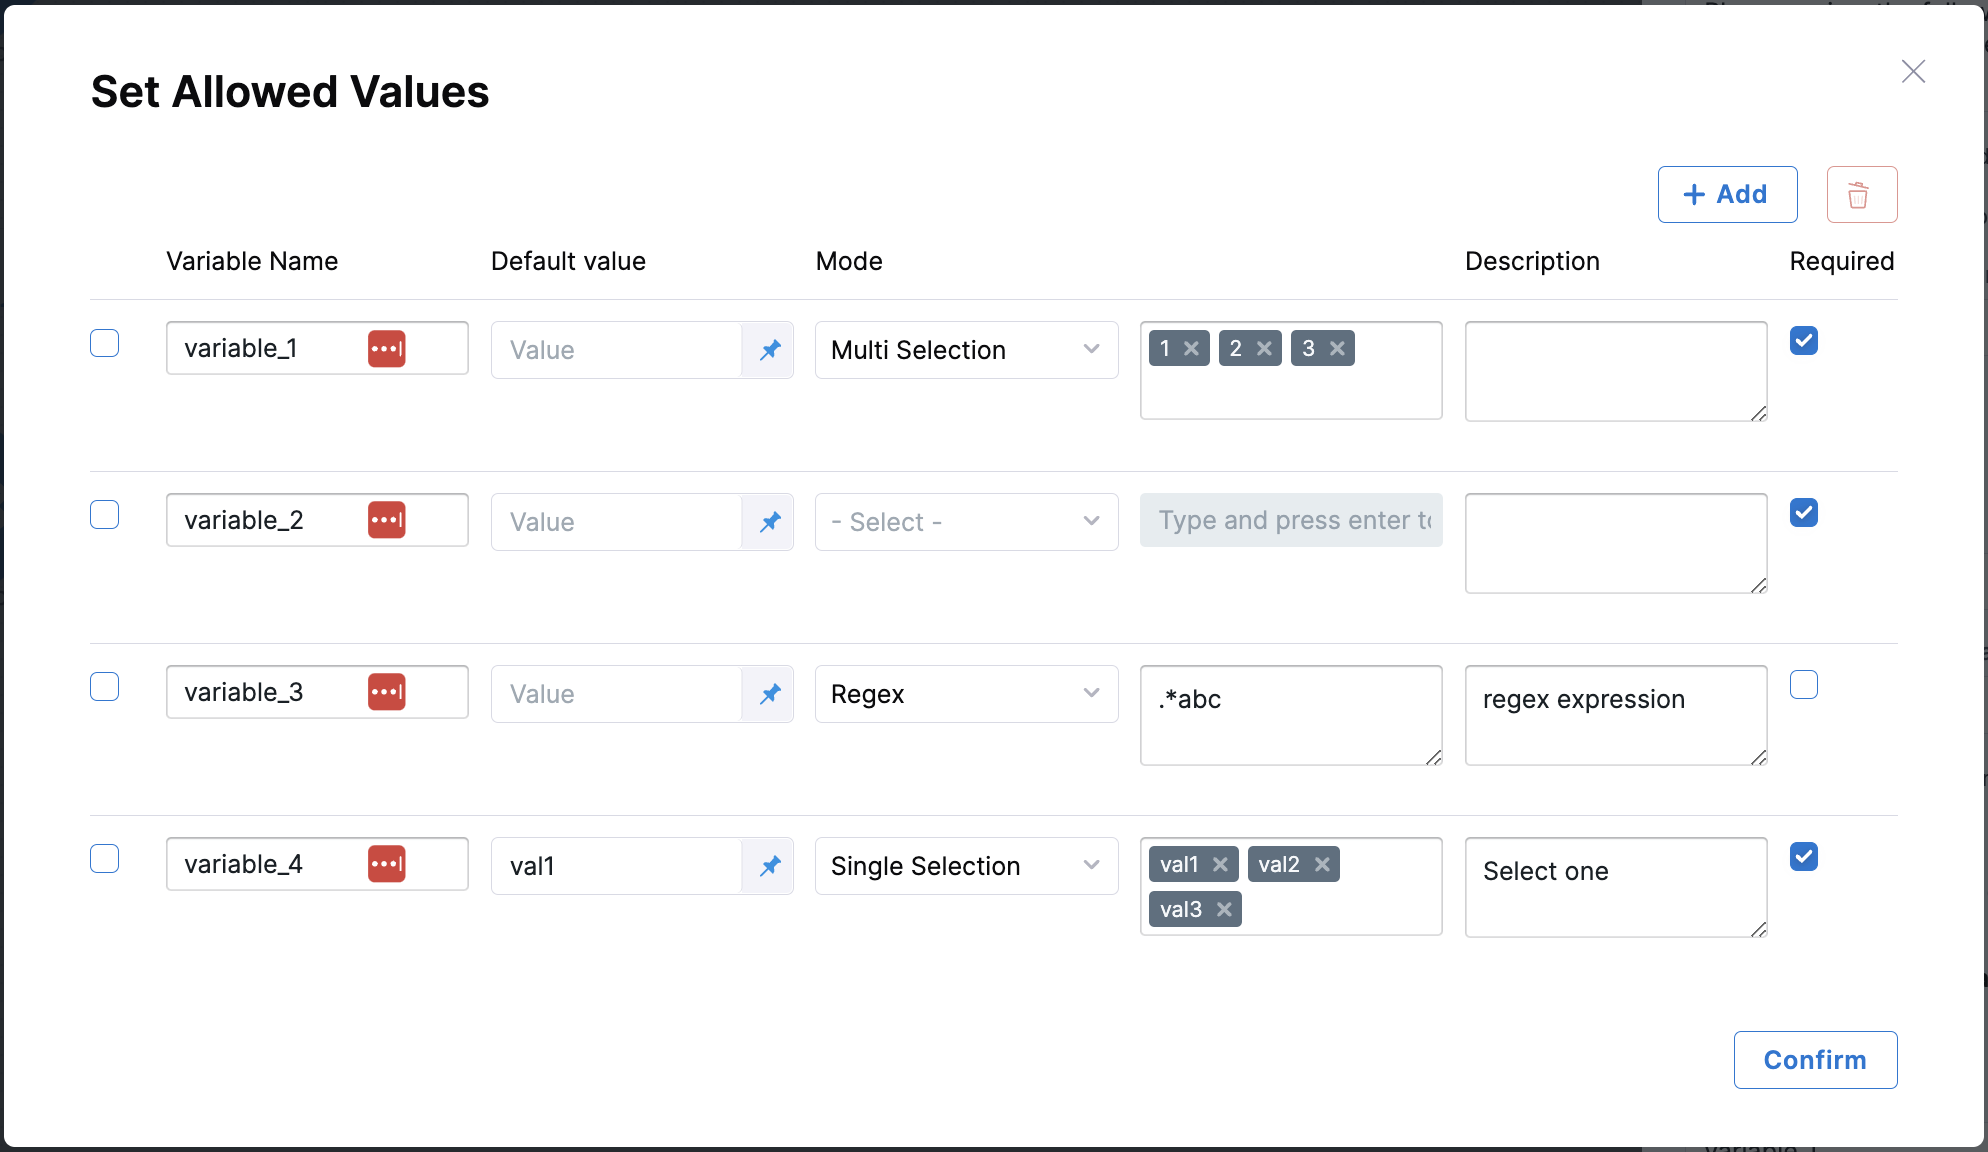 Set Allowed Values
+ Add
Variable Name Default value Mode Description Required
variable_1 Value Multi Selection 1 2 3
variable_2 Value - Select - Type and press enter to
variable_3 Value Regex .*abc regex expression
variable_4 val1 Single Selection val1 val2 Select one
val3
Confirm